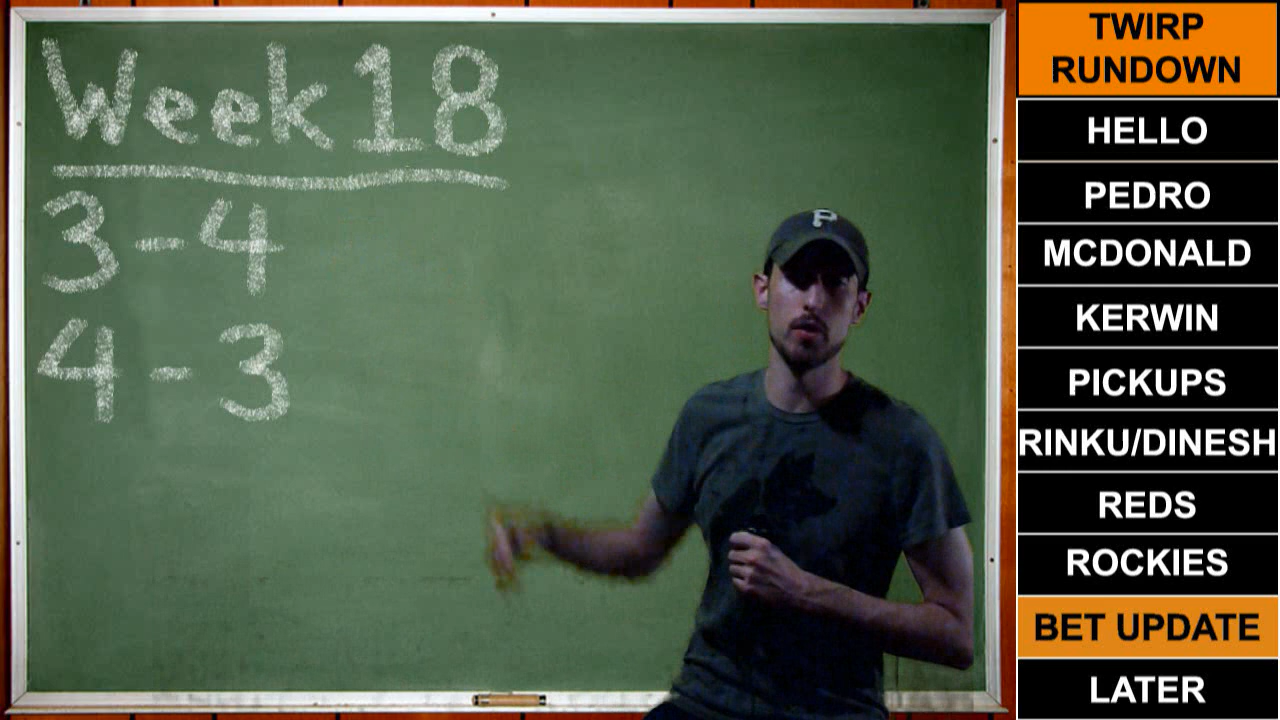 Week 18
3-4
4-3
P
TWIRP
RUNDOWN
HELLO
PEDRO
MCDONALD
KERWIN
PICKUPS
RINKU/DINESH
REDS
ROCKIES
BET UPDATE
LATER